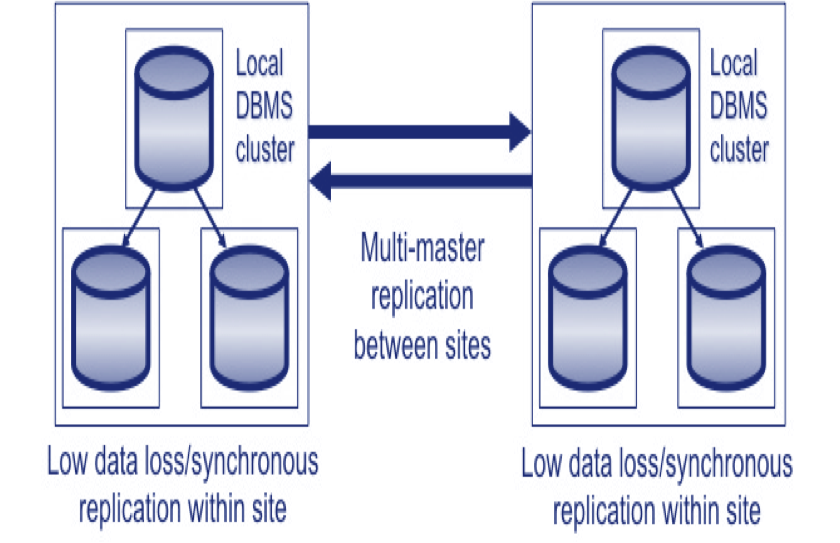 Local
DBMS
cluster
Local
DBMS
cluster
Multi-master
replication
between sites
Low data loss/synchronous
replication within site
Low data loss/synchronous
replication within site